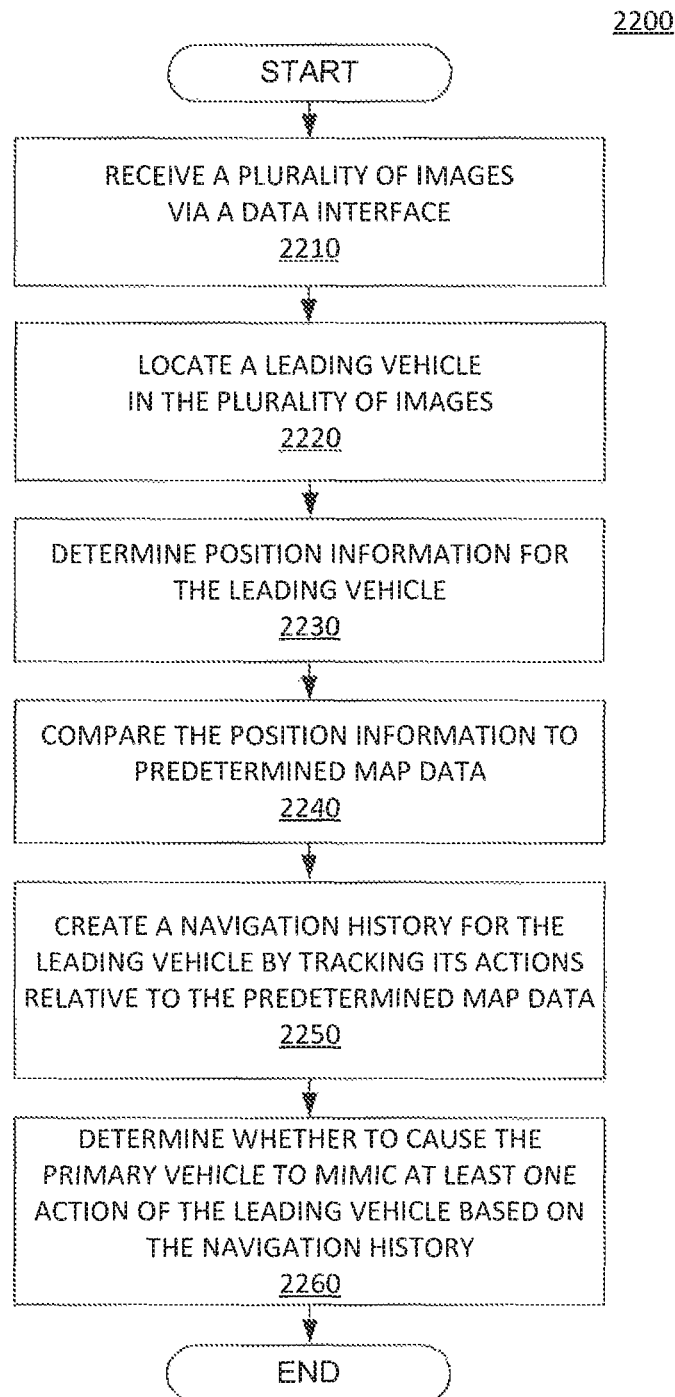 2200
START
RECEIVE A PLURALITY OF IMAGES
VIA A DATA INTERFACE
2210
LOCATE A LEADING VEHICLE
IN THE PLURALITY OF IMAGES
2220
DETERMINE POSITION INFORMATION FOR
THE LEADING VEHICLE
2230
COMPARE THE POSITION INFORMATION TO
PREDETERMINED MAP DATA
2240
CREATE A NAVIGATION HISTORY FOR THE
LEADING VEHICLE BY TRACKING ITS ACTIONS
RELATIVE TO THE PREDETERMINED MAP DATA
2250
DETERMINE WHETHER TO CAUSE THE
PRIMARY VEHICLE TO MIMIC AT LEAST ONE
ACTION OF THE LEADING VEHICLE BASED ON
THE NAVIGATION HISTORY
2260
END